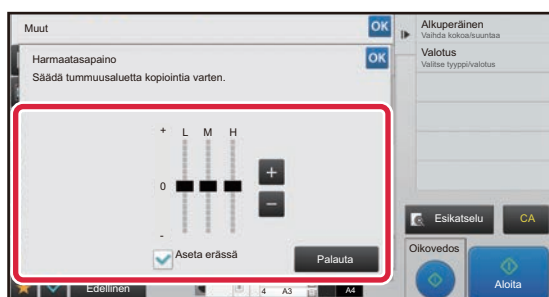 Muut
OK
Harmaatasapaino
OK
Säädä tummuusaluetta kopiointia varten.
+ L M H
0
-
+
−
Aseta erässä
Palauta
Edellinen
4 A3
A4
Alkuperäinen
Vaihda kokoa/suuntaa
Valotus
Valitse tyyppi/valotus
Esikatselu
CA
Oikovedos
Aloita